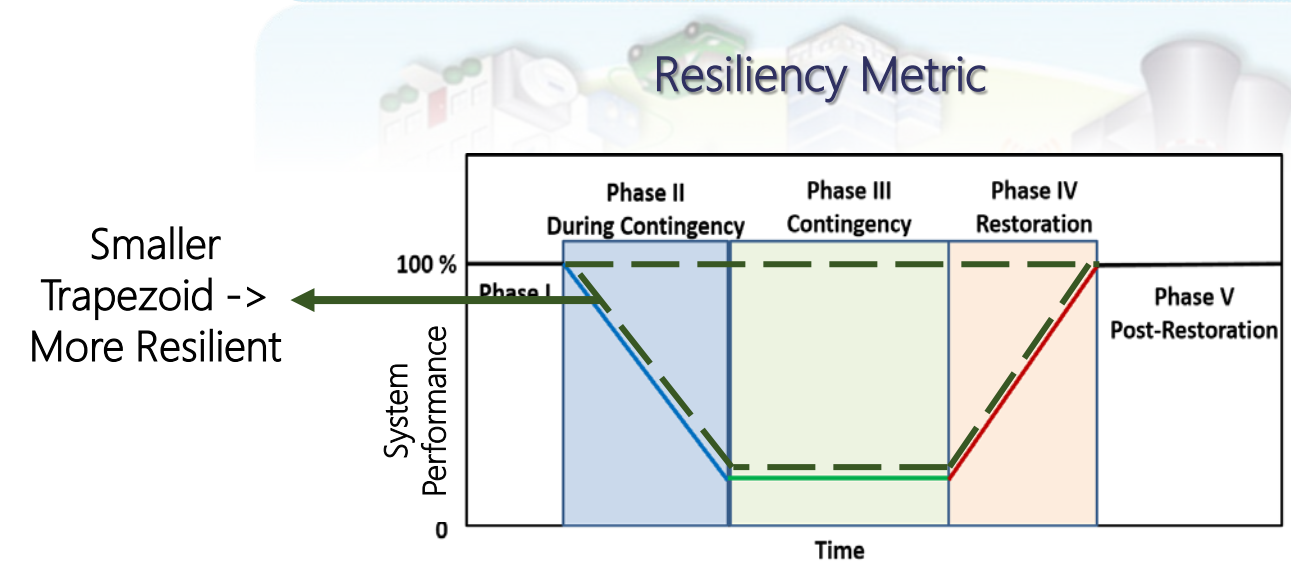 Resiliency Metric
Smaller
Trapezoid ->
More Resilient
Phase II
During Contingency
Phase III
Contingency
Phase IV
Restoration
100 %
Phase I
Phase V
Post-Restoration
System
Performance
0
Time